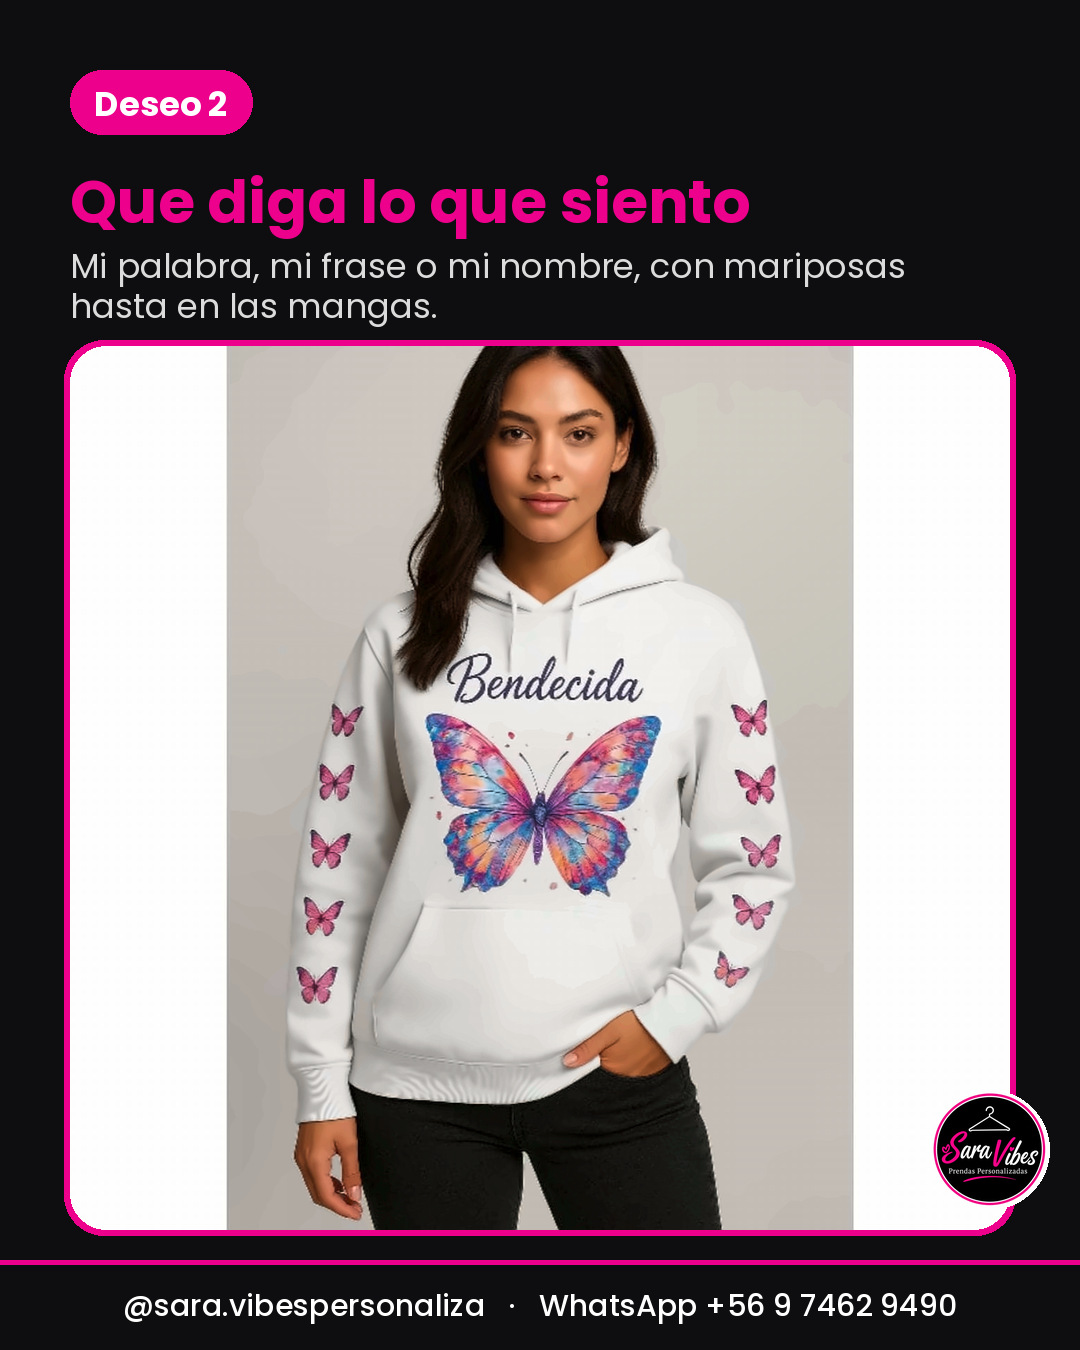 Deseo 2
Que diga lo que siento
Mi palabra, mi frase o mi nombre, con mariposas
hasta en las mangas.
Bendecida
Sara Vibes
Prendas Personalizadas
@sara.vibespersonaliza · WhatsApp +56 9 7462 9490